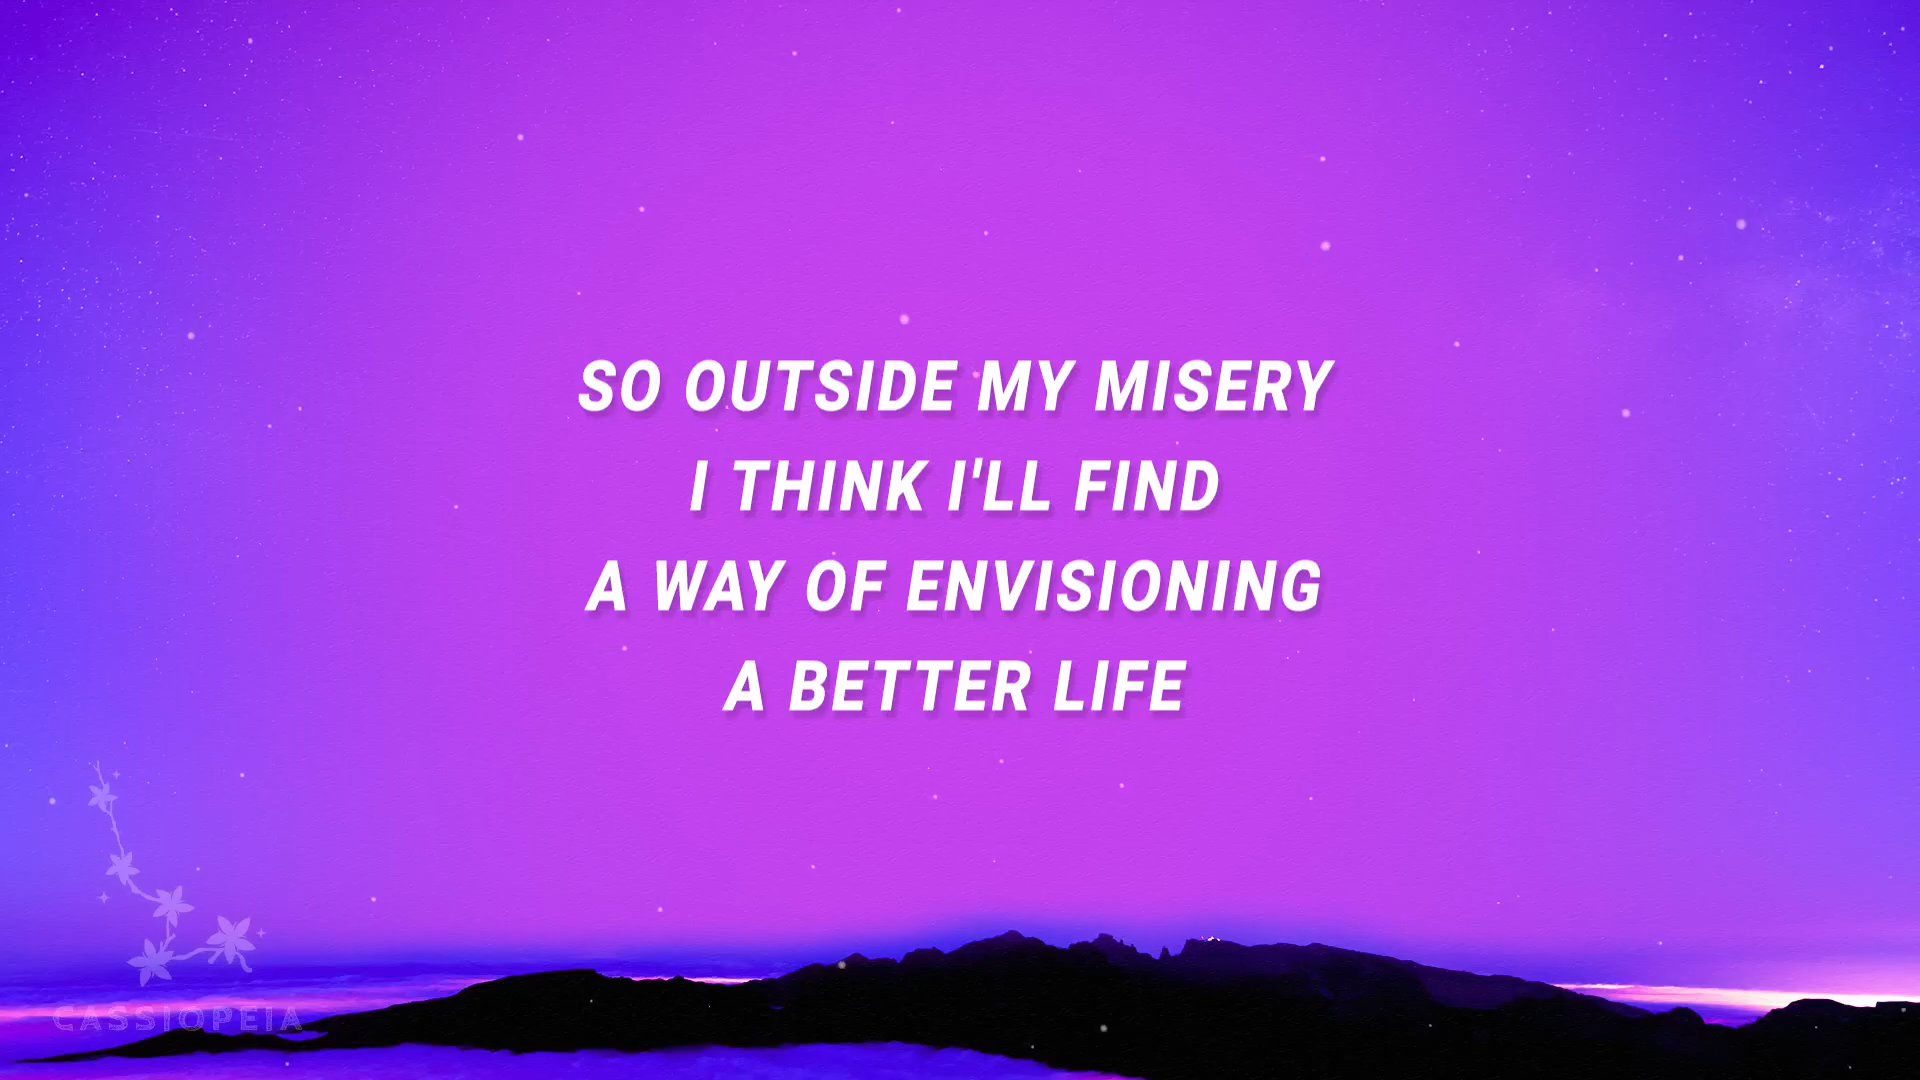 SO OUTSIDE MY MISERY
I THINK I'LL FIND
A WAY OF ENVISIONING
A BETTER LIFE
CASSIOPEIA